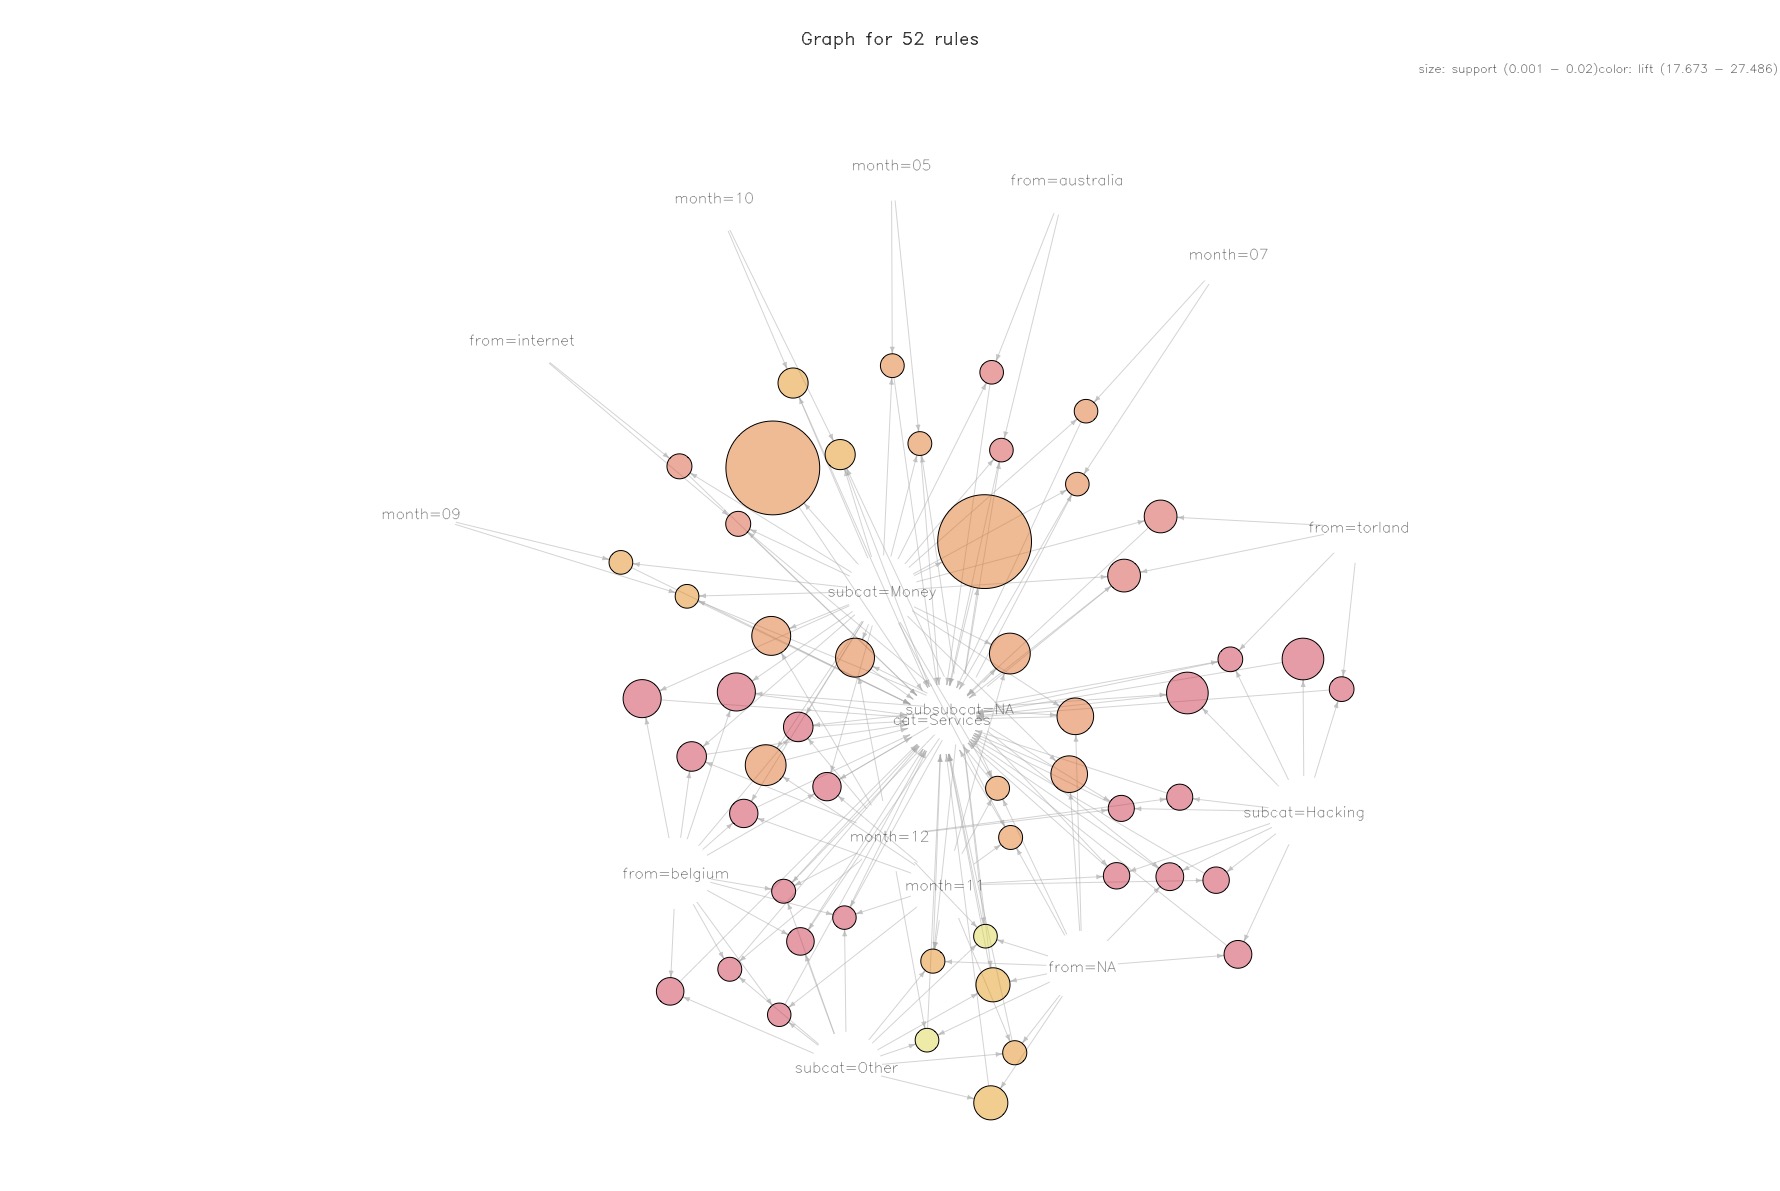 Graph for 52 rules
size: support (0.001 - 0.02)color: lift (17.673 - 27.486)
month=05
from=australia
month=10
month=07
from=internet
month=09
from=torland
subcat=Money
subsubcat=NA
cat=Services
subcat=Hacking
month=12
from=belgium
month=11
from=NA
subcat=Other